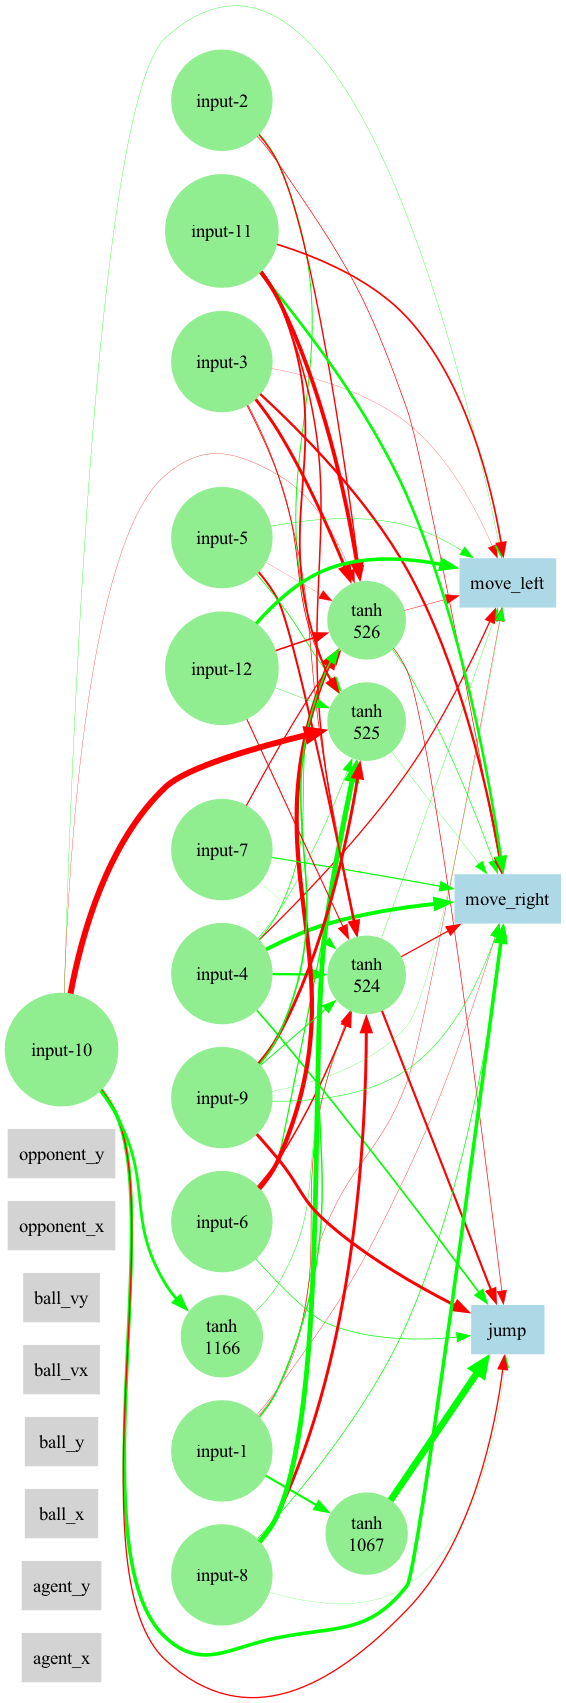 input-2
input-11
input-3
input-5
move_left
tanh
526
input-12
tanh
525
input-7
move_right
input-4
tanh
524
input-10
input-9
opponent_y
opponent_x
input-6
ball_vy
jump
tanh
1166
ball_vx
ball_y
input-1
ball_x
tanh
1067
input-8
agent_y
agent_x